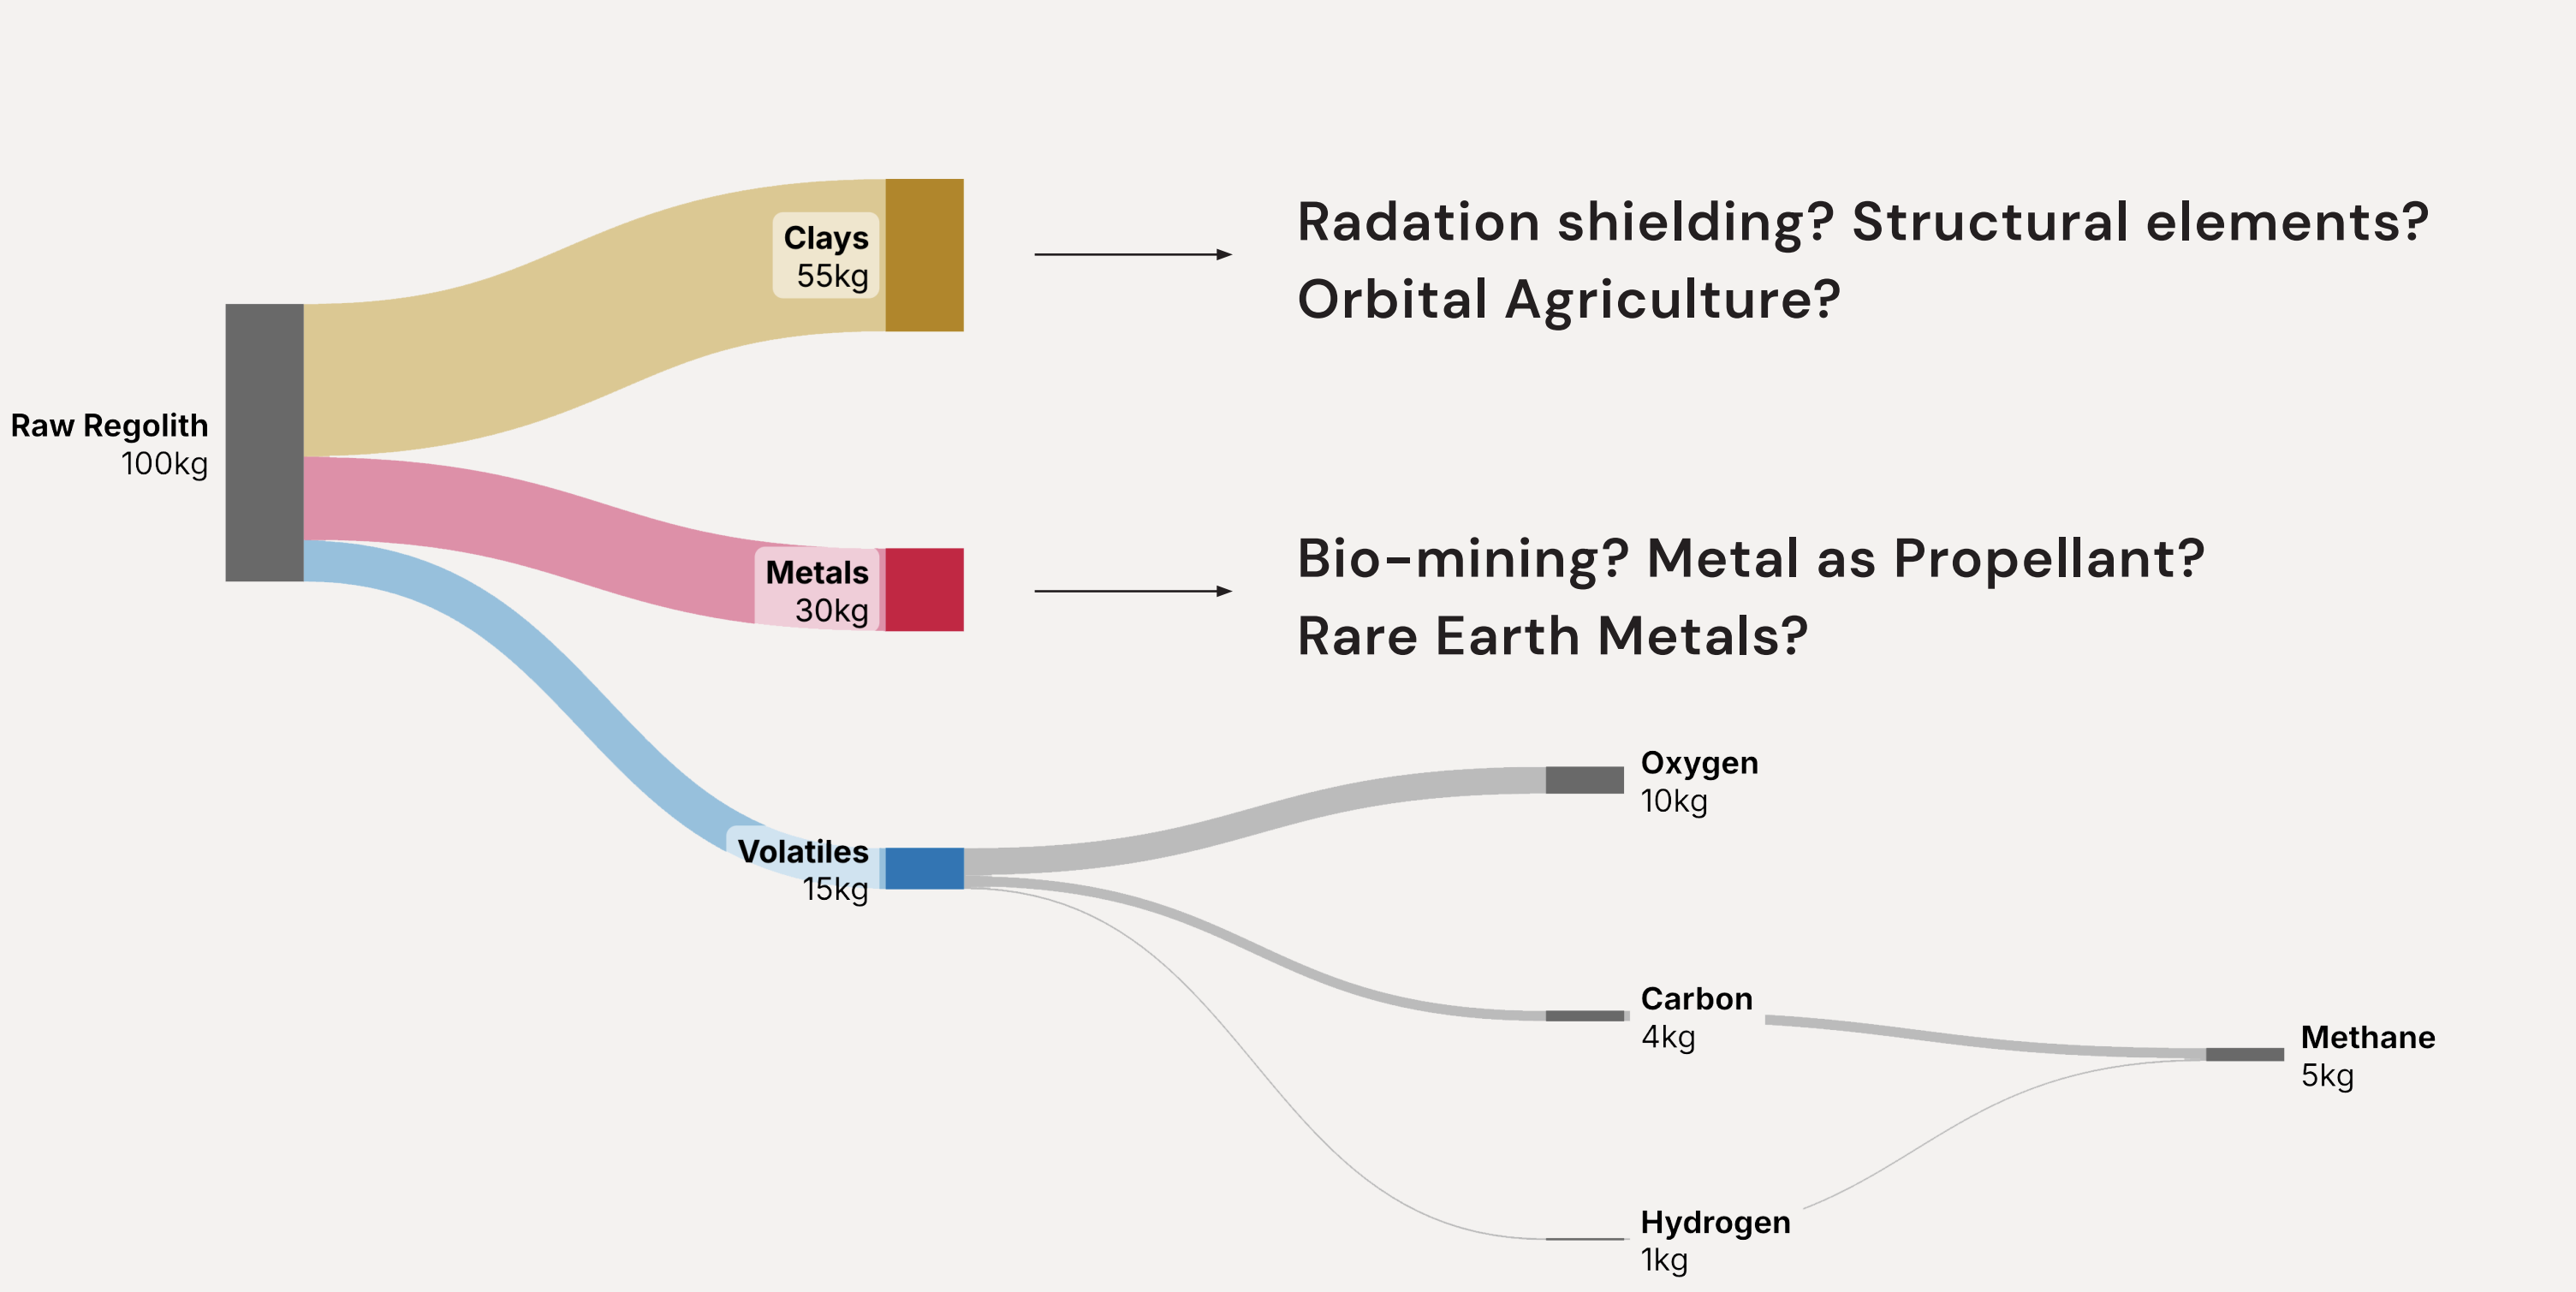 Clays
55kg
Radation shielding? Structural elements?
Orbital Agriculture?
Raw Regolith
100kg
Metals
30kg
Bio-mining? Metal as Propellant?
Rare Earth Metals?
Volatiles
15kg
Oxygen
10kg
Carbon
4kg
Methane
5kg
Hydrogen
1kg